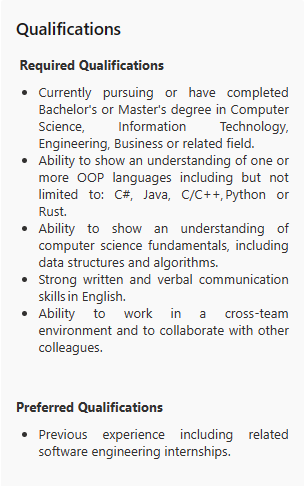 Qualifications
Required Qualifications
• Currently pursuing or have completed
Bachelor's or Master's degree in Computer
Science, Information Technology,
Engineering, Business or related field.
• Ability to show an understanding of one or
more OOP languages including but not
limited to: C#, Java, C/C++, Python or
Rust.
• Ability to show an understanding of
computer science fundamentals, including
data structures and algorithms.
• Strong written and verbal communication
skills in English.
• Ability to work in a cross-team
environment and to collaborate with other
colleagues.
Preferred Qualifications
• Previous experience including related
software engineering internships.